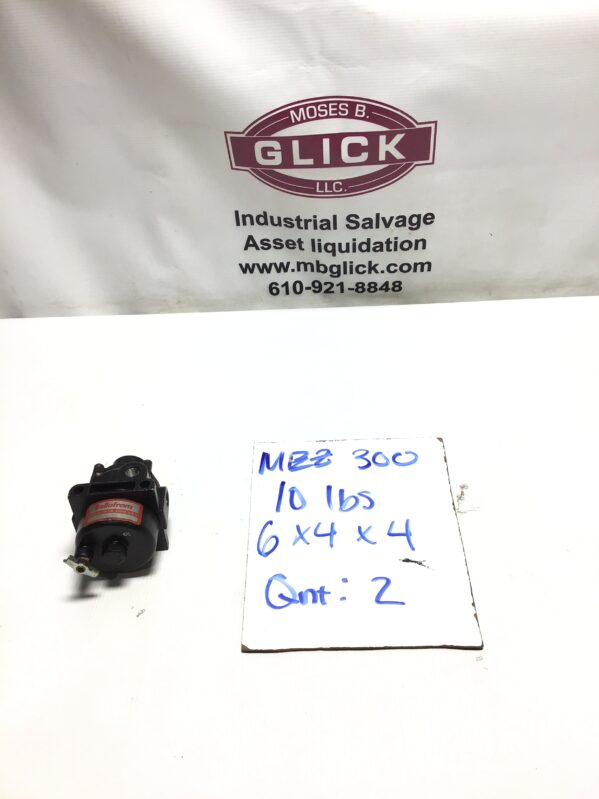 MOSES B.
GLICK
LLC.
Industrial Salvage
Asset liquidation
www.mbglick.com
610-921-8848
Bellofram
MEZZ 300
10 lbs
6 x 4 x 4
Qnt: 2